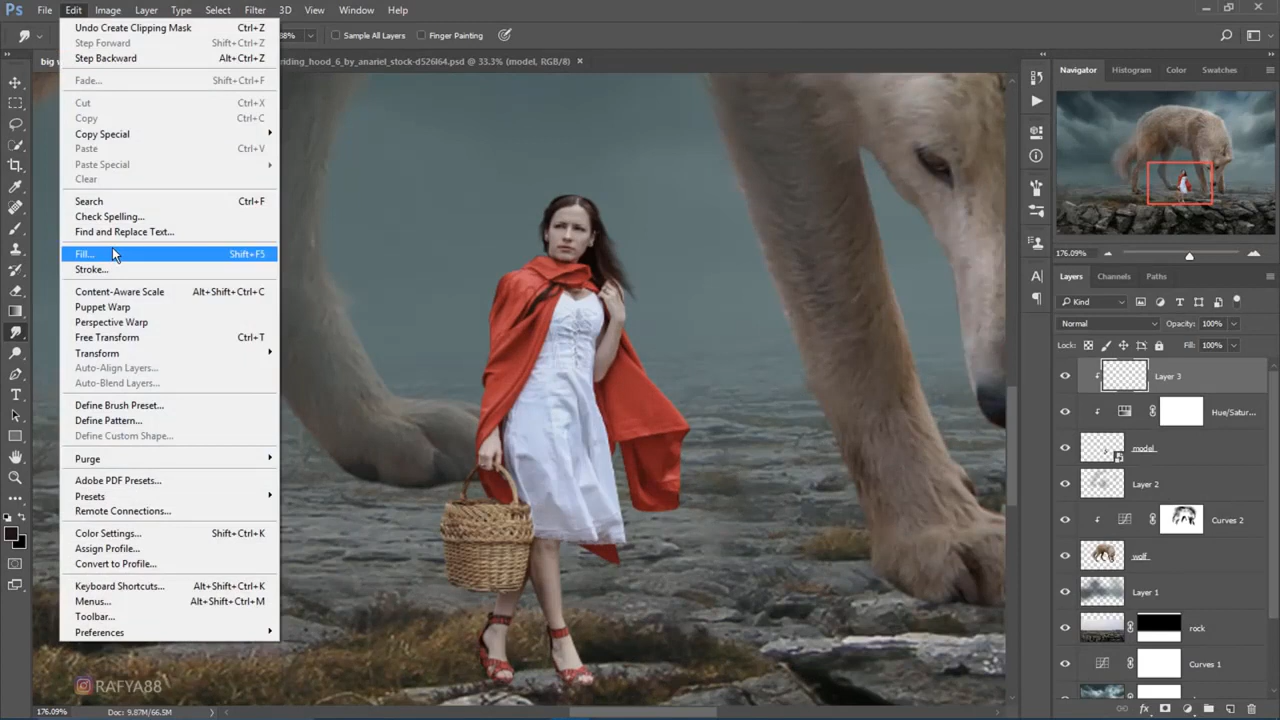 Ps File Edit Image Layer Type Select Filter 3D View Window Help
88% Sample All Layers Finger Painting
big w
riding_hood_6_by_anariel_stock-d526l64.psd @ 33.3% (model, RGB/8) ×
Undo Create Clipping Mask Ctrl+Z
Step Forward Shift+Ctrl+Z
Step Backward Alt+Ctrl+Z
Fade... Shift+Ctrl+F
Cut Ctrl+X
Copy Ctrl+C
Copy Special
Paste Ctrl+V
Paste Special
Clear
Search Ctrl+F
Check Spelling...
Find and Replace Text...
Fill... Shift+F5
Stroke...
Content-Aware Scale Alt+Shift+Ctrl+C
Puppet Warp
Perspective Warp
Free Transform Ctrl+T
Transform
Auto-Align Layers...
Auto-Blend Layers...
Define Brush Preset...
Define Pattern...
Define Custom Shape...
Purge
Adobe PDF Presets...
Presets
Remote Connections...
Color Settings... Shift+Ctrl+K
Assign Profile...
Convert to Profile...
Keyboard Shortcuts... Alt+Shift+Ctrl+K
Menus... Alt+Shift+Ctrl+M
Toolbar...
Preferences
RAFYA88
176.09% Doc: 9.87M/66.5M
Navigator Histogram Color Swatches
176.09%
Layers Channels Paths
Kind
Normal Opacity: 100%
Lock: Fill: 100%
Layer 3
Hue/Satur...
model
Layer 2
Curves 2
wolf
Layer 1
rock
Curves 1